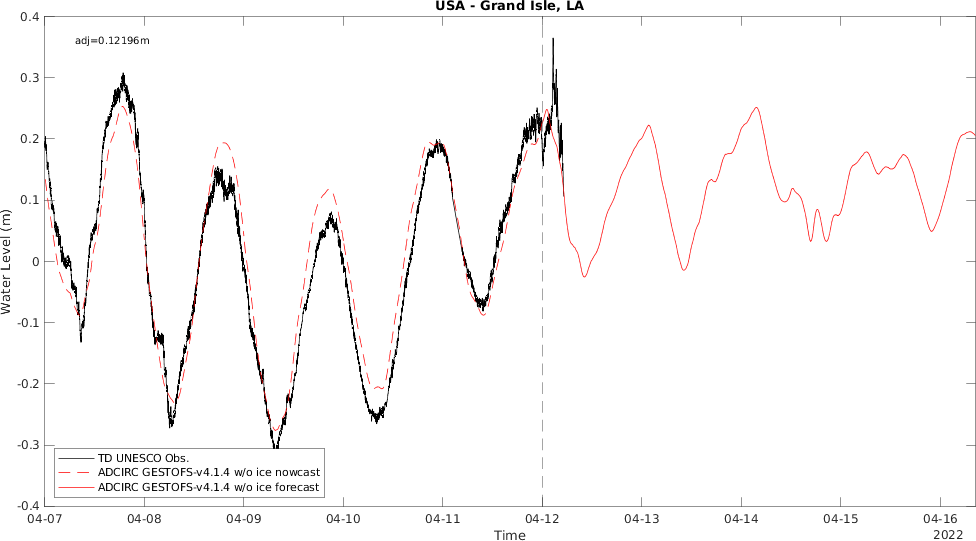 USA - Grand Isle, LA
adj=0.12196m
0.4
0.3
0.2
0.1
0
-0.1
-0.2
-0.3
-0.4
Water Level (m)
TD UNESCO Obs.
ADCIRC GESTOFS-v4.1.4 w/o ice nowcast
ADCIRC GESTOFS-v4.1.4 w/o ice forecast
04-07 04-08 04-09 04-10 04-11 04-12 04-13 04-14 04-15 04-16
Time
2022